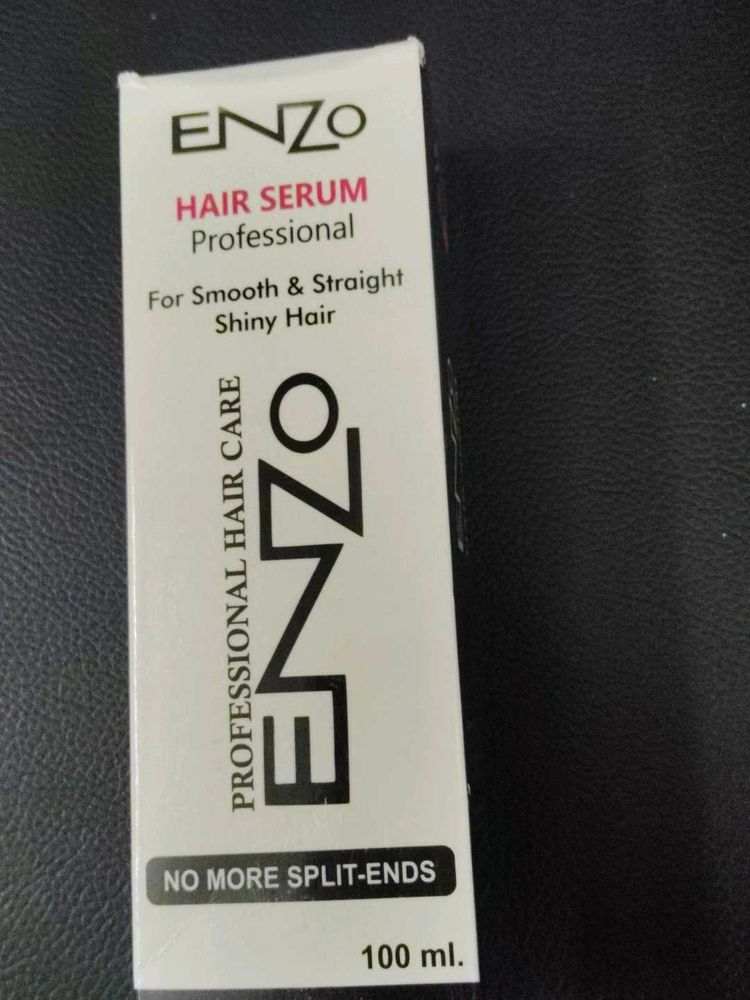 ENZO
HAIR SERUM
Professional
For Smooth & Straight
Shiny Hair
PROFESSIONAL HAIR CARE
ENZO
NO MORE SPLIT-ENDS
100 ml.